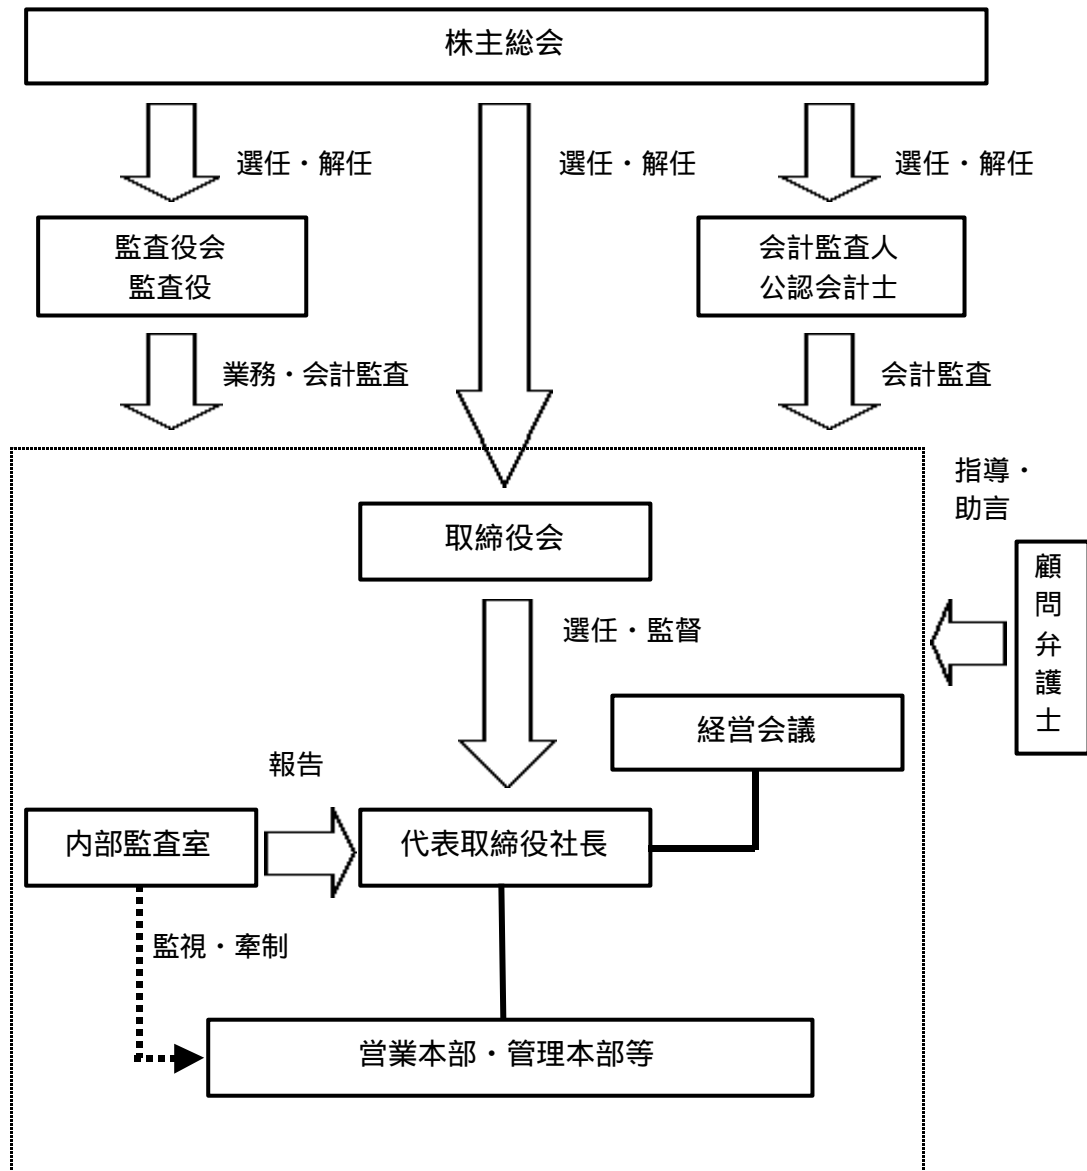 株主総会
選任・解任
選任・解任
選任・解任
監査役会
監査役
会計監査人
公認会計士
業務・会計監査
会計監査
指導・
助言
取締役会
顧問弁護士
選任・監督
経営会議
報告
内部監査室
代表取締役社長
監視・牽制
営業本部・管理本部等